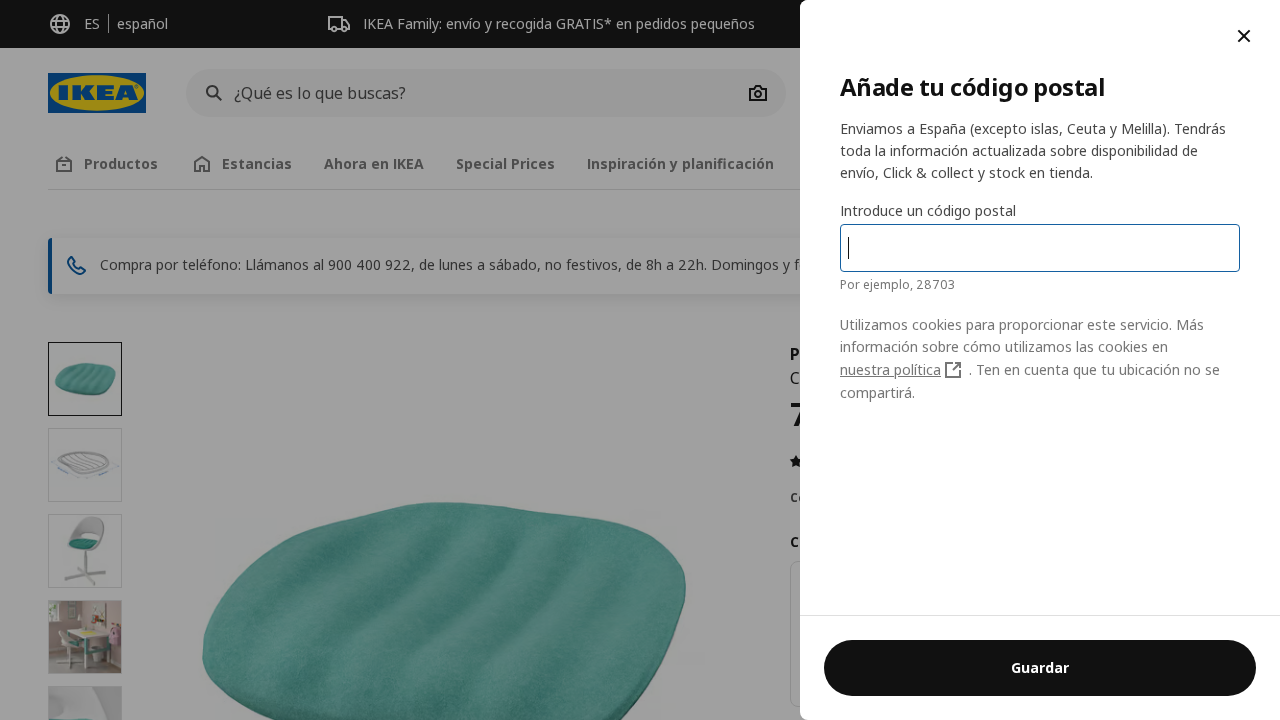 ES
español
IKEA Family: envío y recogida GRATIS* en pedidos pequeños
IKEA
¿Qué es lo que buscas?
Productos
Estancias
Ahora en IKEA
Special Prices
Inspiración y planificación
Compra por teléfono: Llámanos al 900 400 922, de lunes a sábado, no festivos, de 8h a 22h. Domingos y
Añade tu código postal
Enviamos a España (excepto islas, Ceuta y Melilla). Tendrás
toda la información actualizada sobre disponibilidad de
envío, Click & collect y stock en tienda.
Introduce un código postal
Por ejemplo, 28703
Utilizamos cookies para proporcionar este servicio. Más
información sobre cómo utilizamos las cookies en
nuestra política . Ten en cuenta que tu ubicación no se
compartirá.
Guardar